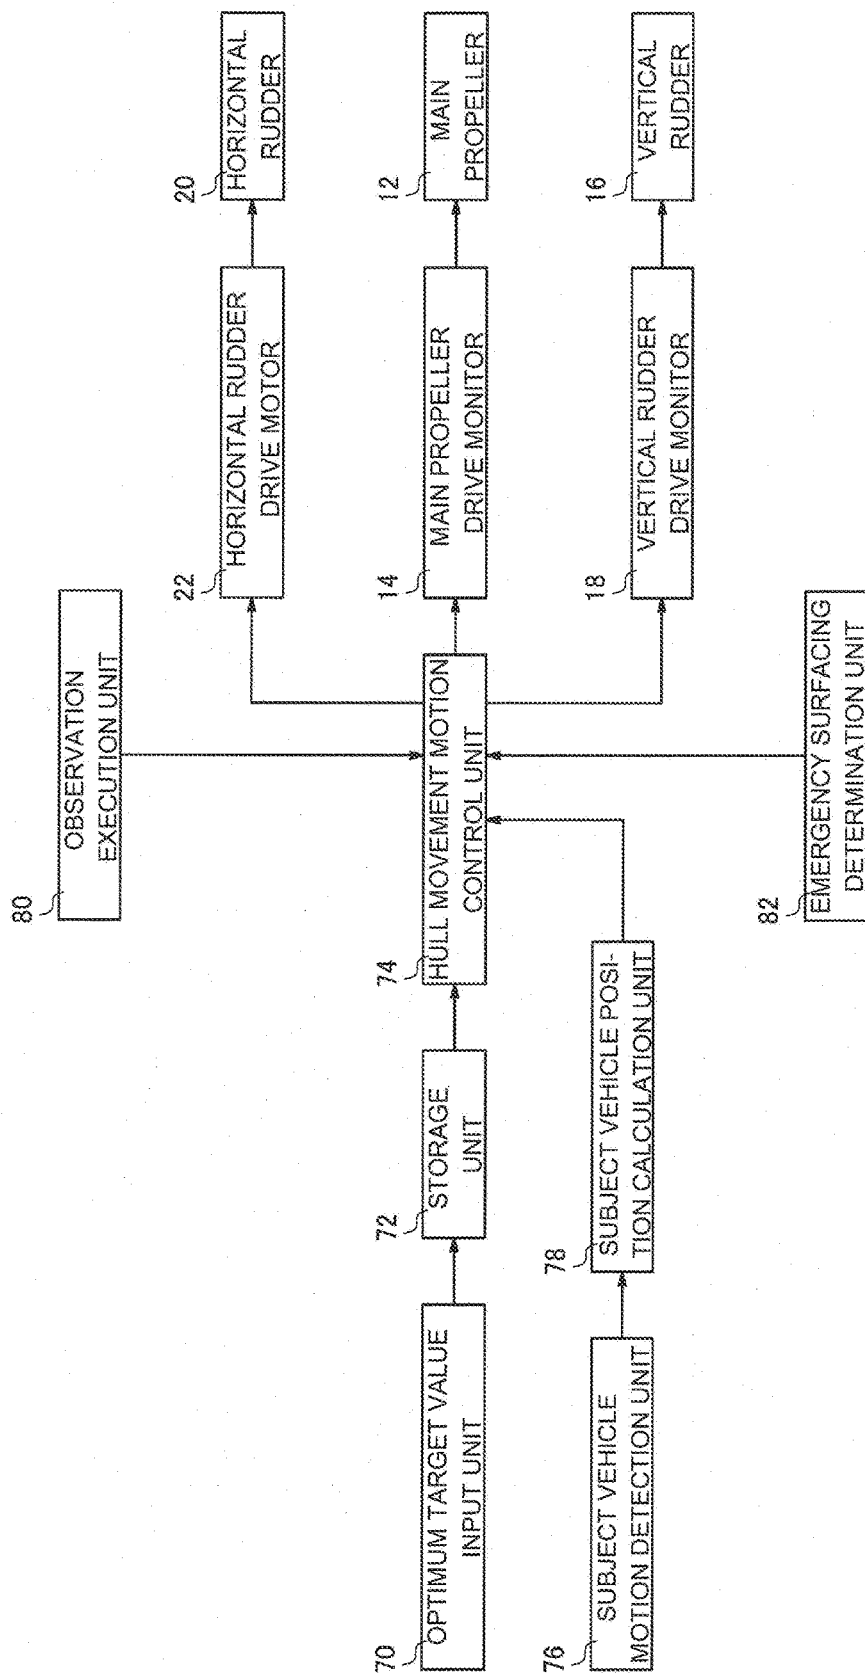 80
OBSERVATION
EXECUTION UNIT
22
HORIZONTAL RUDDER
DRIVE MOTOR
20
HORIZONTAL
RUDDER
70
OPTIMUM TARGET VALUE
INPUT UNIT
72
STORAGE
UNIT
74
HULL MOVEMENT MOTION
CONTROL UNIT
14
MAIN PROPELLER
DRIVE MONITOR
12
MAIN
PROPELLER
76
SUBJECT VEHICLE
MOTION DETECTION UNIT
78
SUBJECT VEHICLE POSI-
TION CALCULATION UNIT
18
VERTICAL RUDDER
DRIVE MONITOR
16
VERTICAL
RUDDER
82
EMERGENCY SURFACING
DETERMINATION UNIT